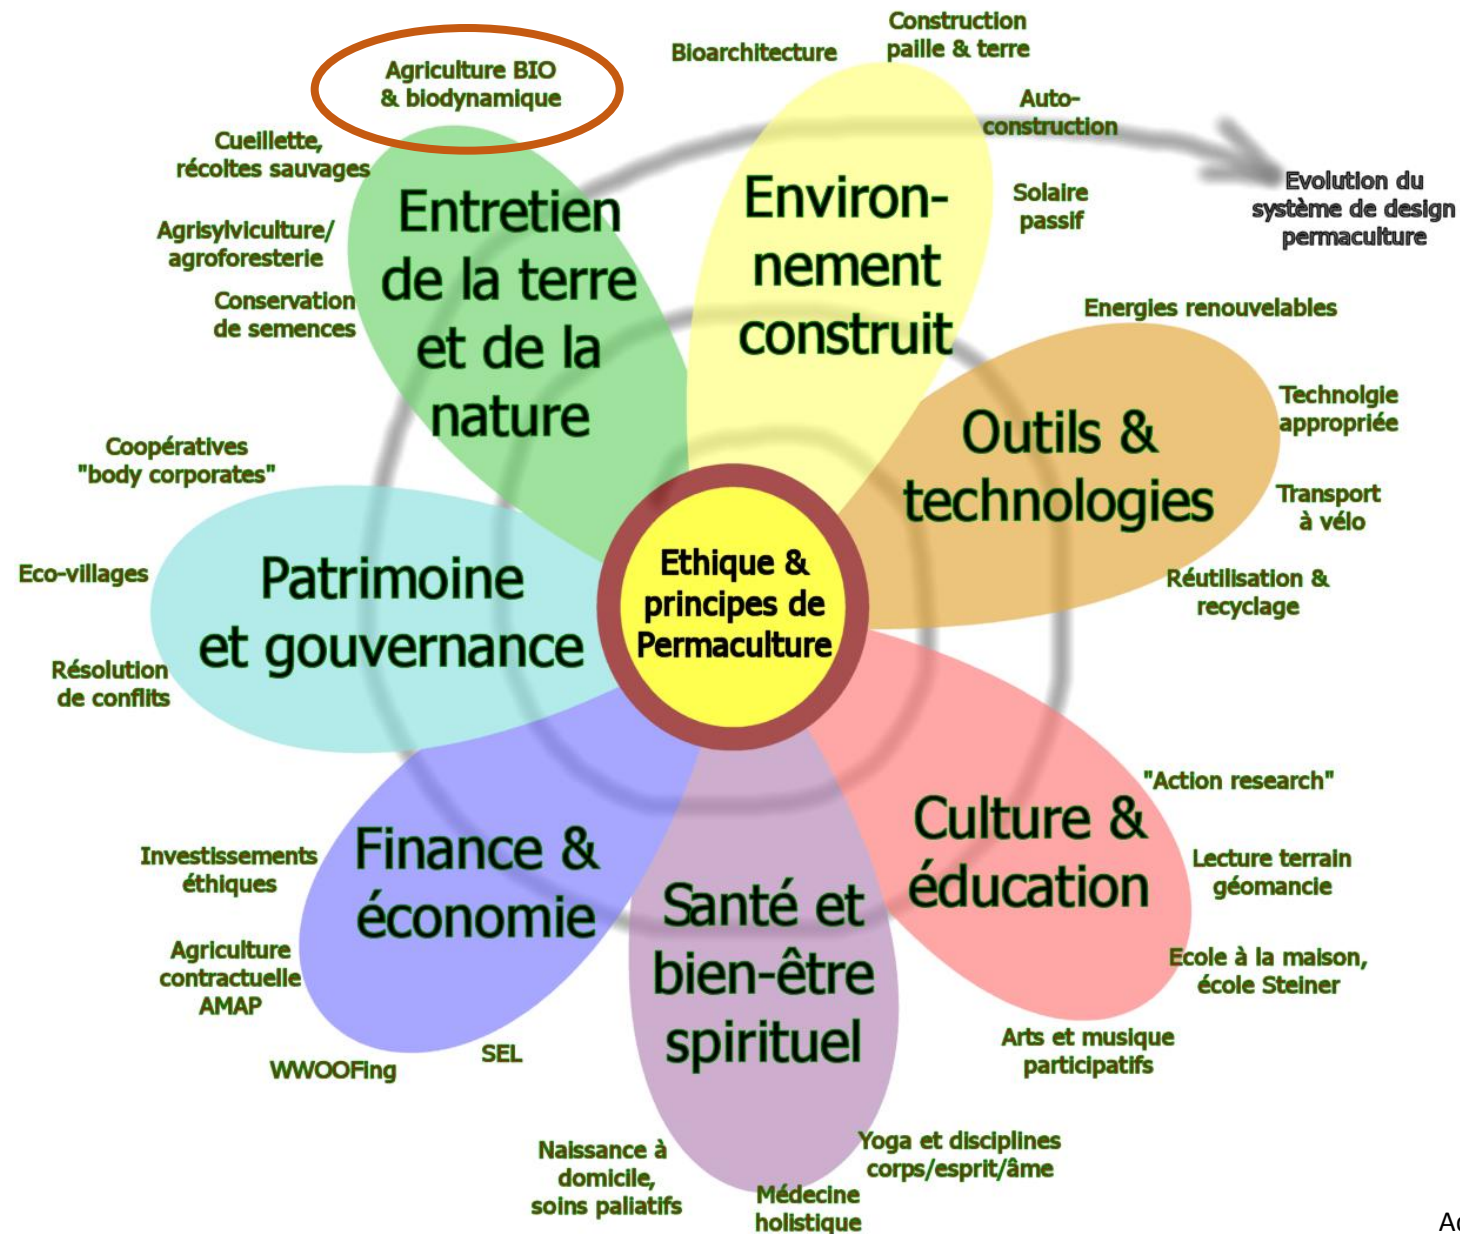 Agriculture BIO
& biodynamique
Cueillette,
récoltes sauvages
Agrisylviculture/
agroforesterie
Conservation
de semences
Entretien
de la terre
et de la
nature
Bioarchitecture
Construction
paille & terre
Auto-
construction
Solaire
passif
Environ-
nement
construit
Evolution du
système de design
permaculture
Energies renouvelables
Technolgie
appropriée
Transport
à vélo
Réutilisation &
recyclage
Outils &
technologies
Ethique &
principes de
Permaculture
Coopératives
"body corporates"
Eco-villages
Résolution
de conflits
Patrimoine
et gouvernance
"Action research"
Lecture terrain
géomancie
Ecole à la maison,
école Steiner
Arts et musique
participatifs
Culture &
éducation
Investissements
éthiques
Agriculture
contractuelle
AMAP
WWOOFing
SEL
Finance &
économie
Santé et
bien-être
spirituel
Naissance à
domicile,
soins paliatifs
Médecine
holistique
Yoga et disciplines
corps/esprit/âme